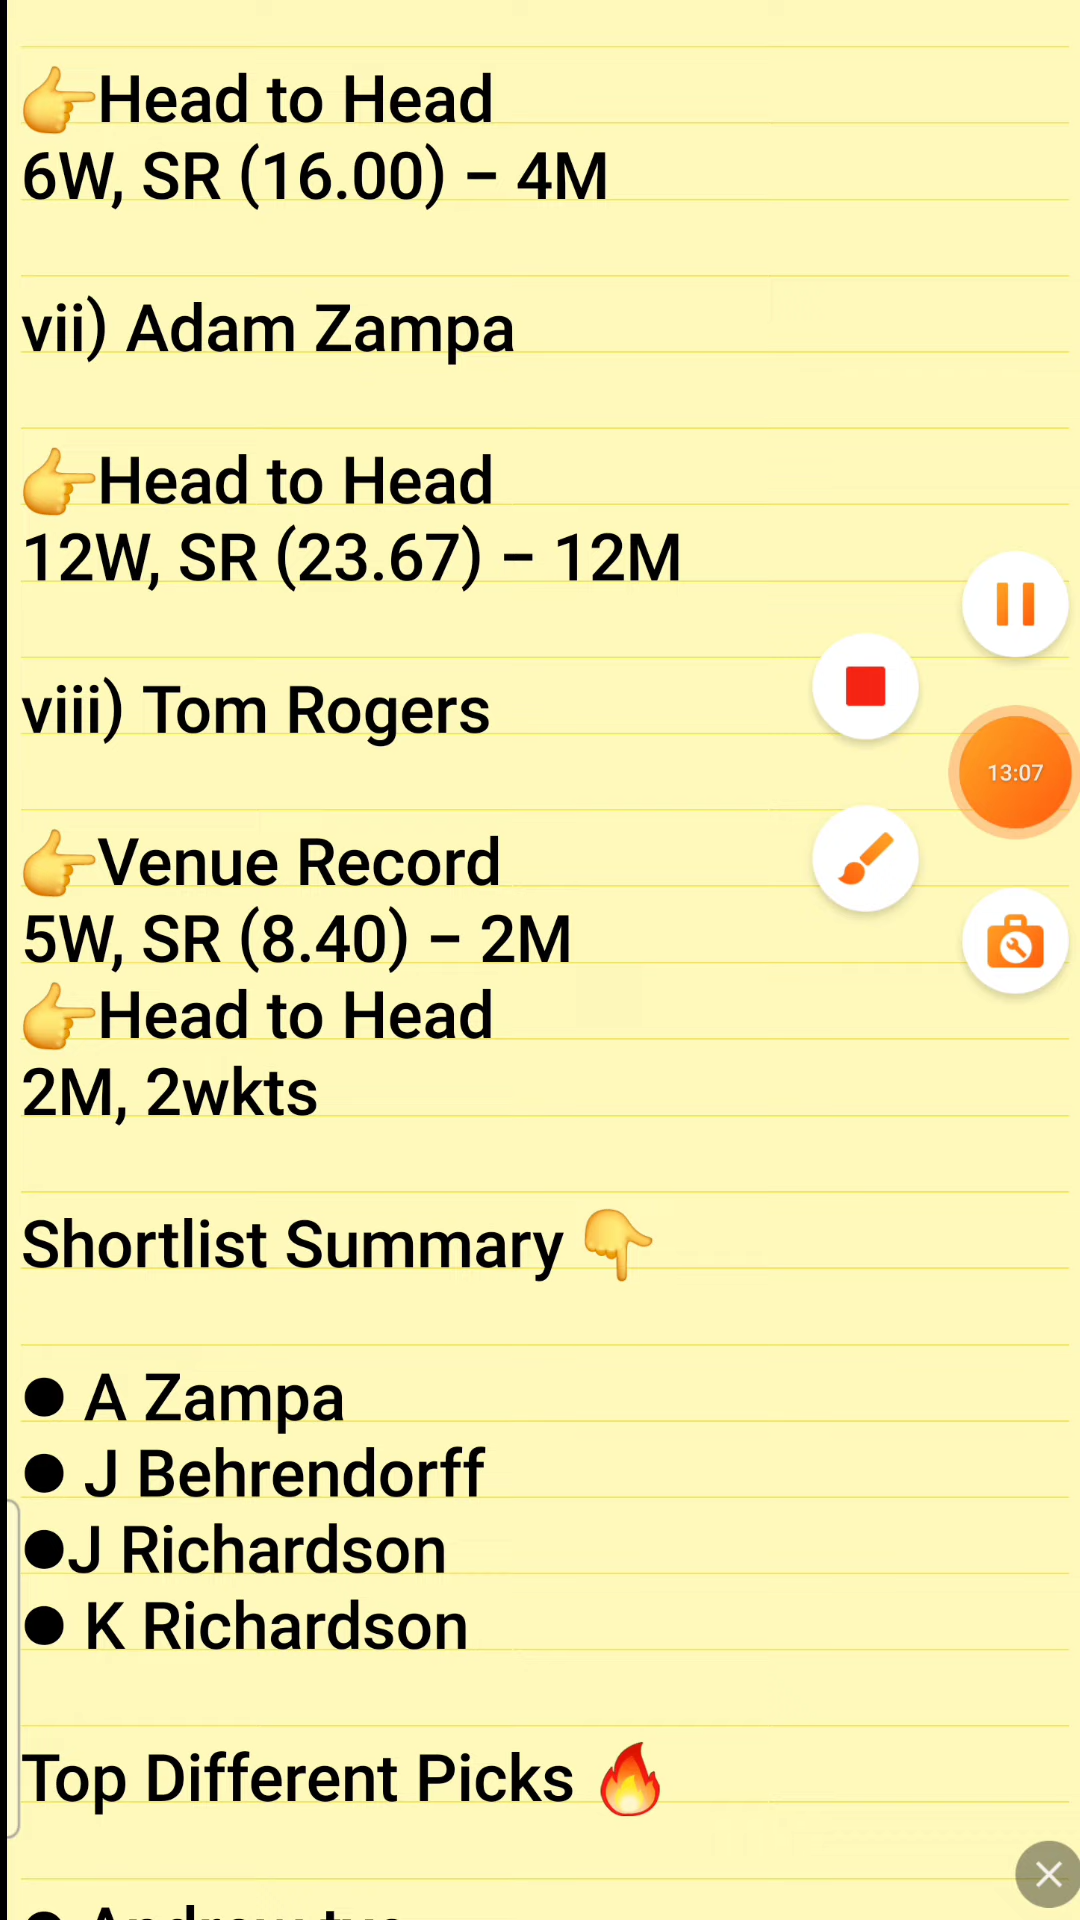 👉Head to Head
6W, SR (16.00) – 4M
vii) Adam Zampa
👉Head to Head
12W, SR (23.67) – 12M
viii) Tom Rogers
13:07
👉Venue Record
5W, SR (8.40) – 2M
👉Head to Head
2M, 2wkts
Shortlist Summary 👇
● A Zampa
● J Behrendorff
●J Richardson
● K Richardson
Top Different Picks 🔥